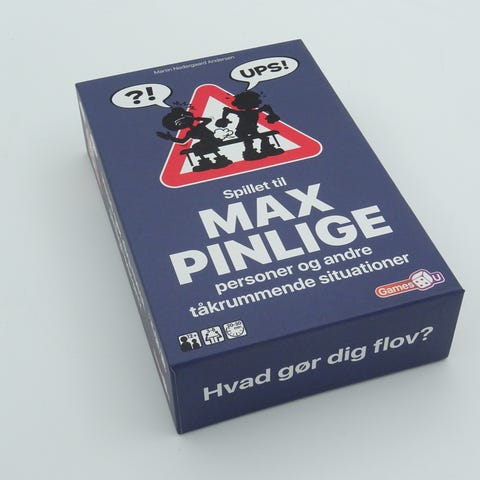 Martin Nedergaard Andersen
?!
UPS!
Spillet til
MAX
PINLIGE
personer og andre
tåkrummende situationer
Games4U
Hvad gør dig flov?